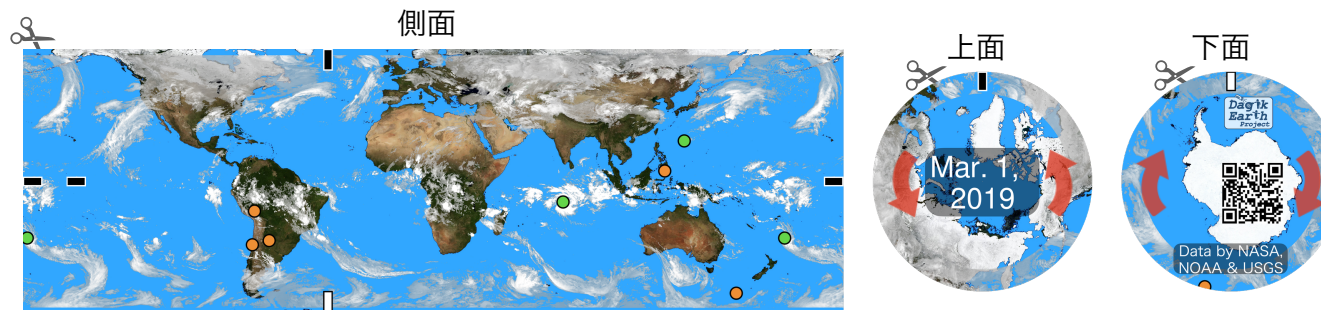 側面
上面
下面
Mar. 1,
2019
Dagik
Earth
Project
Data by NASA,
NOAA & USGS